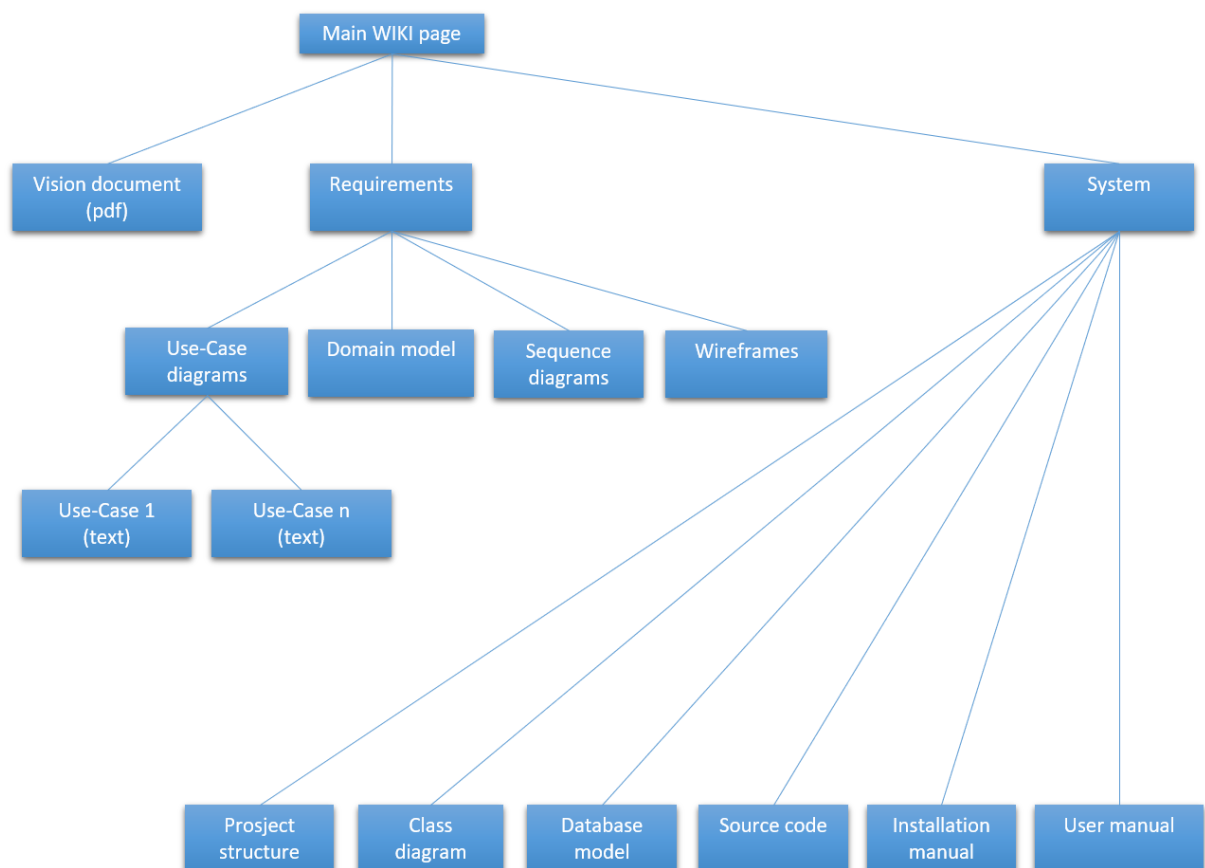 Main WIKI page
Vision document
(pdf)
Requirements
System
Use-Case
diagrams
Domain model
Sequence
diagrams
Wireframes
Use-Case 1
(text)
Use-Case n
(text)
Prosject
structure
Class
diagram
Database
model
Source code
Installation
manual
User manual